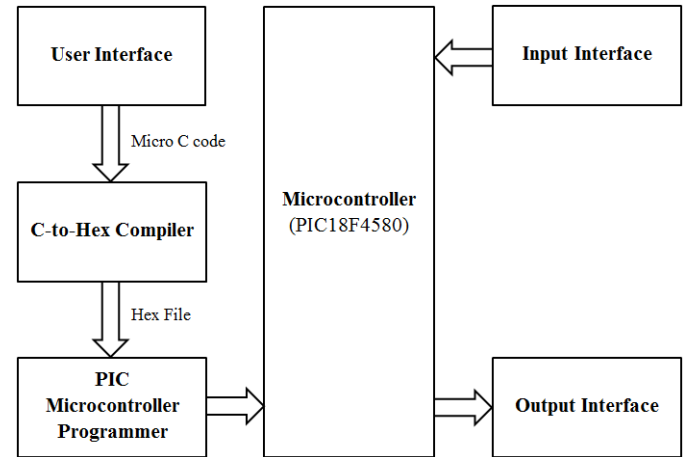 User Interface
Input Interface
Micro C code
Microcontroller
(PIC18F4580)
C-to-Hex Compiler
Hex File
PIC
Microcontroller
Programmer
Output Interface